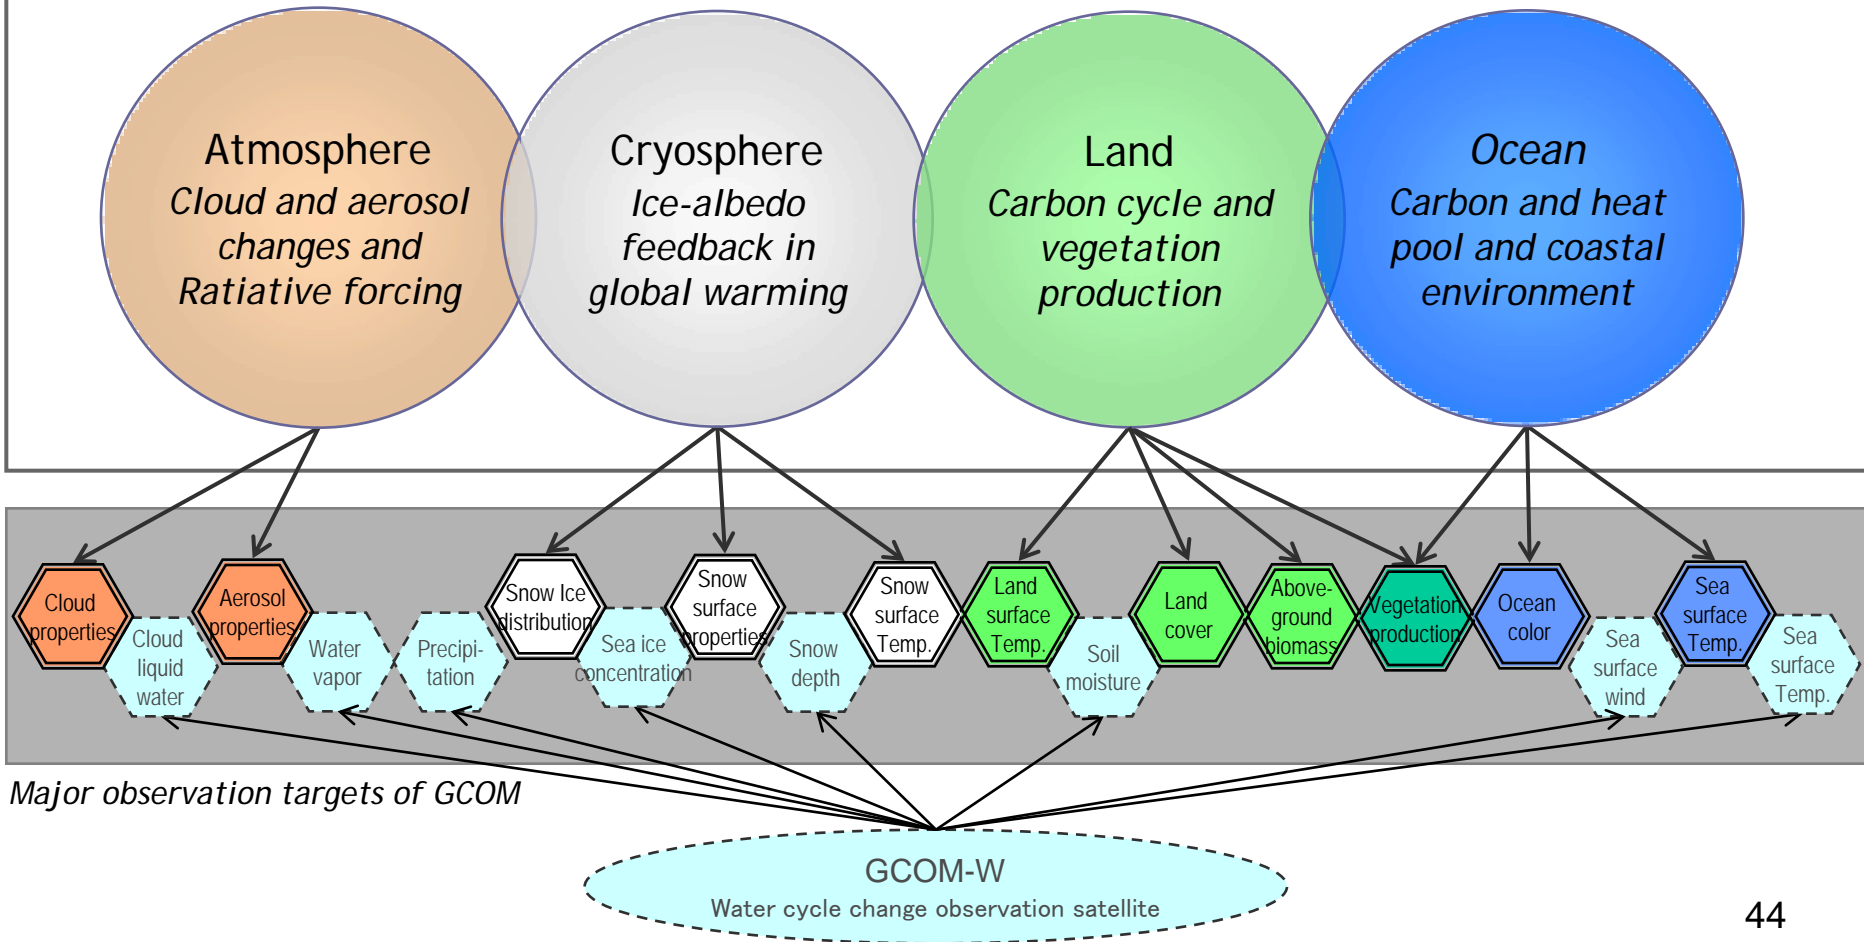 Atmosphere
Cloud and aerosol
changes and
Ratiative forcing
Cryosphere
Ice-albedo
feedback in
global warming
Land
Carbon cycle and
vegetation
production
Ocean
Carbon and heat
pool and coastal
environment
Cloud
properties
Cloud
liquid
water
Aerosol
properties
Water
vapor
Precipi-
tation
Snow Ice
distribution
Sea ice
concentration
Snow
surface
properties
Snow
depth
Snow
surface
Temp.
Land
surface
Temp.
Soil
moisture
Land
cover
Above-
ground
biomass
Vegetation
production
Ocean
color
Sea
surface
wind
Sea
surface
Temp.
Sea
surface
Temp.
Major observation targets of GCOM
GCOM-W
Water cycle change observation satellite
44